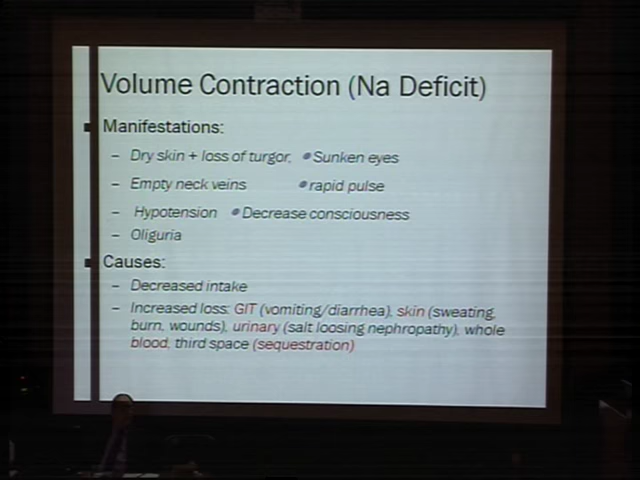 Volume Contraction (Na Deficit)
Manifestations:
– Dry skin + loss of turgor, Sunken eyes
– Empty neck veins rapid pulse
– Hypotension Decrease consciousness
– Oliguria
Causes:
– Decreased intake
– Increased loss: GIT (vomiting/diarrhea), skin (sweating,
burn, wounds), urinary (salt loosing nephropathy), whole
blood, third space (sequestration)